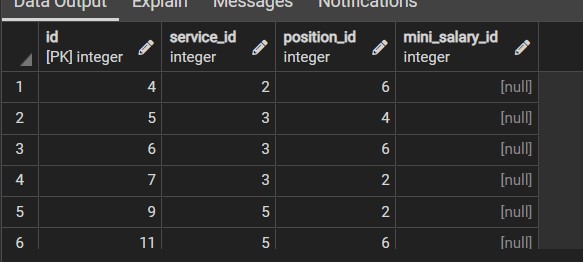 Data Output Explain Messages Notifications
id service_id position_id mini_salary_id
[PK] integer integer integer integer
1 4 2 6 [null]
2 5 3 4 [null]
3 6 3 6 [null]
4 7 3 2 [null]
5 9 5 2 [null]
6 11 5 6 [null]